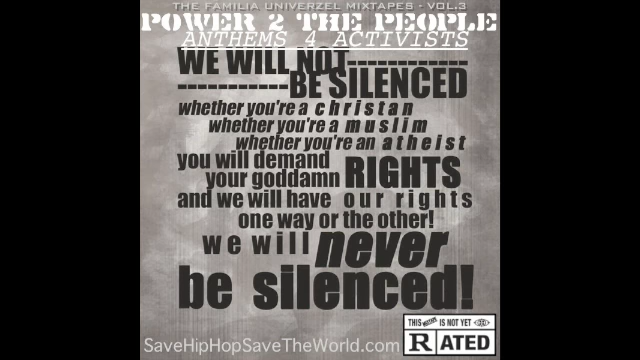 THE FAMILIA UNIVERZEL MIXTAPES - VOL.3
POWER 2 THE PEOPLE
ANTHEMS 4 ACTIVISTS
WE WILL NOT------------
-----------BE SILENCED
whether you're a christan
whether you're a muslim
whether you're an atheist
you will demand
your goddamn RIGHTS
and we will have our rights
one way or the other!
we will never
be silenced!
THIS MIXTAPE IS NOT YET
R ATED
SaveHipHopSaveTheWorld.com